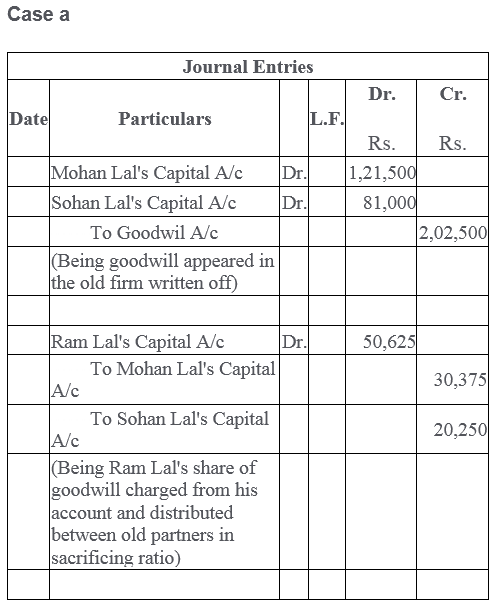 Case a
Journal Entries
Date Particulars L.F. Dr. Rs. Cr. Rs.
Mohan Lal's Capital A/c Dr. 1,21,500
Sohan Lal's Capital A/c Dr. 81,000
To Goodwil A/c 2,02,500
(Being goodwill appeared in
the old firm written off)
Ram Lal's Capital A/c Dr. 50,625
To Mohan Lal's Capital
A/c 30,375
To Sohan Lal's Capital
A/c 20,250
(Being Ram Lal's share of
goodwill charged from his
account and distributed
between old partners in
sacrificing ratio)